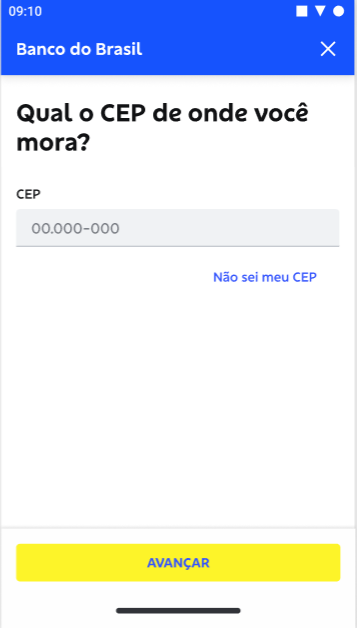 09:10
Banco do Brasil
Qual o CEP de onde você
mora?
CEP
00.000-000
Não sei meu CEP
AVANÇAR